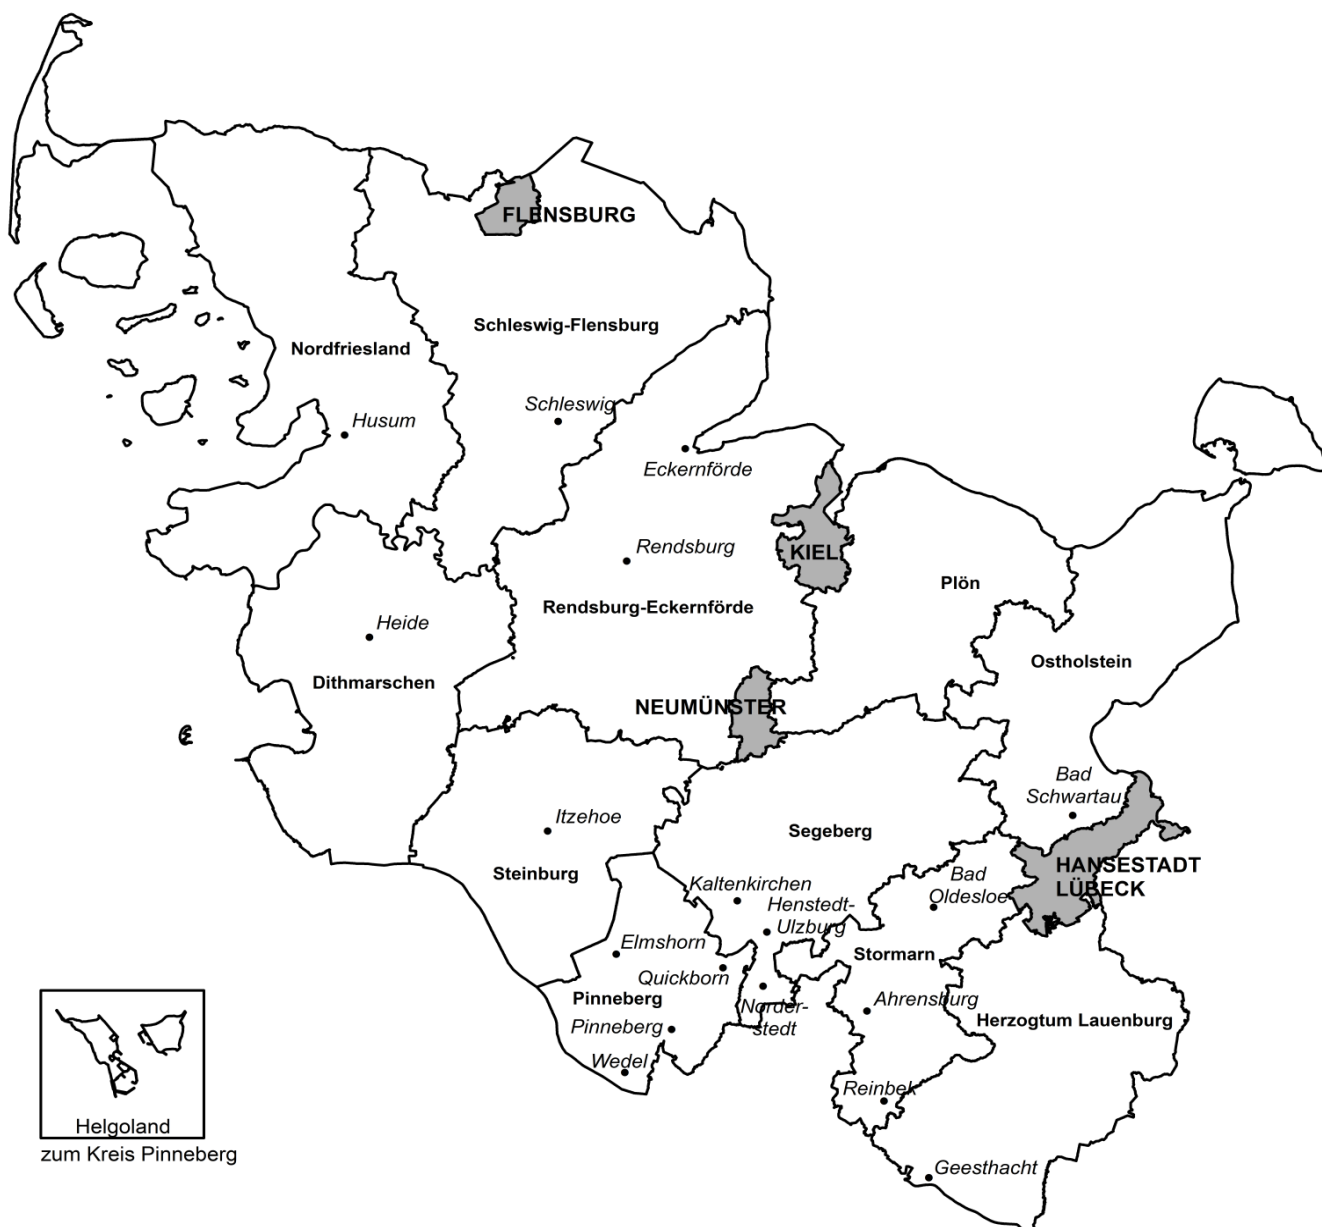 FLENSBURG
Schleswig-Flensburg
Nordfriesland
Schleswig
Husum
Eckernförde
Rendsburg
KIEL
Plön
Rendsburg-Eckernförde
Heide
Ostholstein
Dithmarschen
NEUMÜNSTER
Bad
Schwartau
Itzehoe
Segeberg
HANSESTADT
LÜBECK
Steinburg
Kaltenkirchen
Bad
Oldesloe
Henstedt-
Ulzburg
Elmshorn
Stormarn
Quickborn
Pinneberg
Norder-
stedt
Ahrensburg
Herzogtum Lauenburg
Pinneberg
Wedel
Reinbek
Helgoland
zum Kreis Pinneberg
Geesthacht